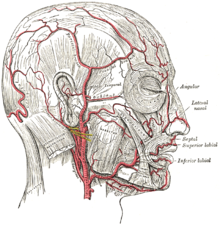 Angular
Lateral
nasal
Septal
Superior labial
Inferior labial